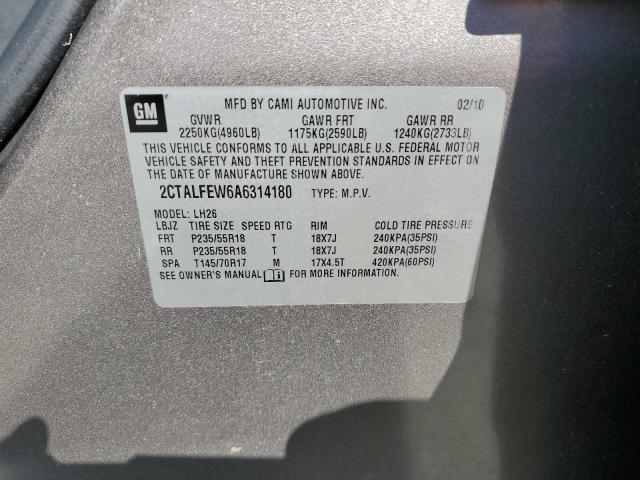 GM
MFD BY CAMI AUTOMOTIVE INC. 02/10
GVWR GAWR FRT GAWR RR
2250KG(4960LB) 1175KG(2590LB) 1240KG(2733LB)
THIS VEHICLE CONFORMS TO ALL APPLICABLE U.S. FEDERAL MOTOR
VEHICLE SAFETY AND THEFT PREVENTION STANDARDS IN EFFECT ON
THE DATE OF MANUFACTURE SHOWN ABOVE.
2CTALFEW6A6314180 TYPE: M.P.V.
MODEL: LH26
LBJZ TIRE SIZE SPEED RTG RIM COLD TIRE PRESSURE
FRT P235/55R18 T 18X7J 240KPA(35PSI)
RR P235/55R18 T 18X7J 240KPA(35PSI)
SPA T145/70R17 M 17X4.5T 420KPA(60PSI)
SEE OWNER'S MANUAL FOR MORE INFORMATION.